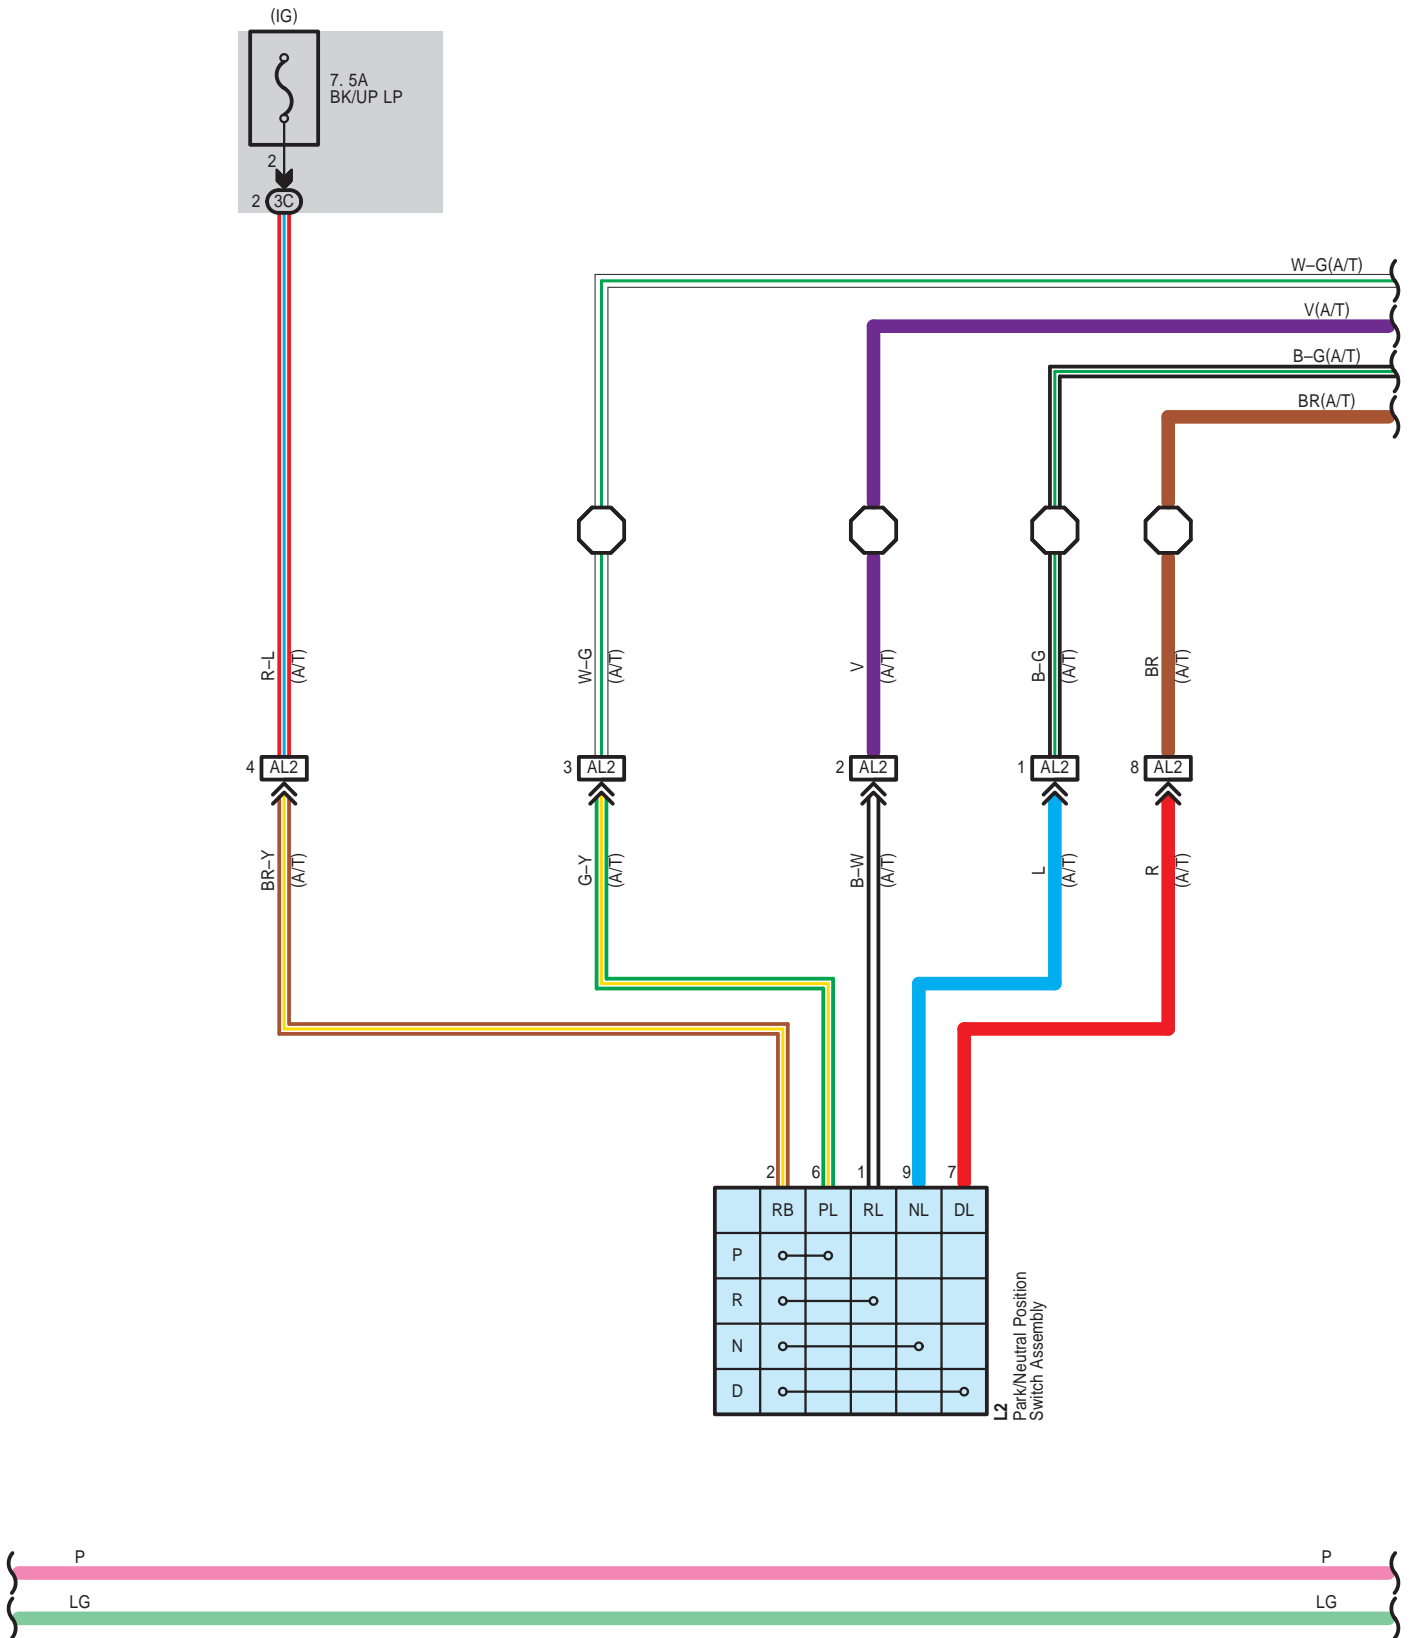 (IG)
7. 5A
BK/UP LP
2
2 3C
W–G(A/T)
V(A/T)
B–G(A/T)
BR(A/T)
R–L
(A/T)
W–G
(A/T)
V
(A/T)
B–G
(A/T)
BR
(A/T)
4 AL2
3 AL2
2 AL2
1 AL2
8 AL2
BR–Y
(A/T)
G–Y
(A/T)
B–W
(A/T)
L
(A/T)
R
(A/T)
2 6 1 9 7
RB PL RL NL DL
P
R
N
D
L2
Park/Neutral Position
Switch Assembly
P P
LG LG